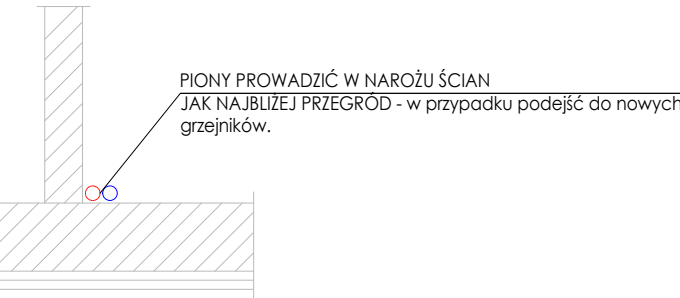 PIONY PROWADZIĆ W NAROŻU ŚCIAN
JAK NAJBLIŻEJ PRZEGRÓD - w przypadku podejść do nowych
grzejników.